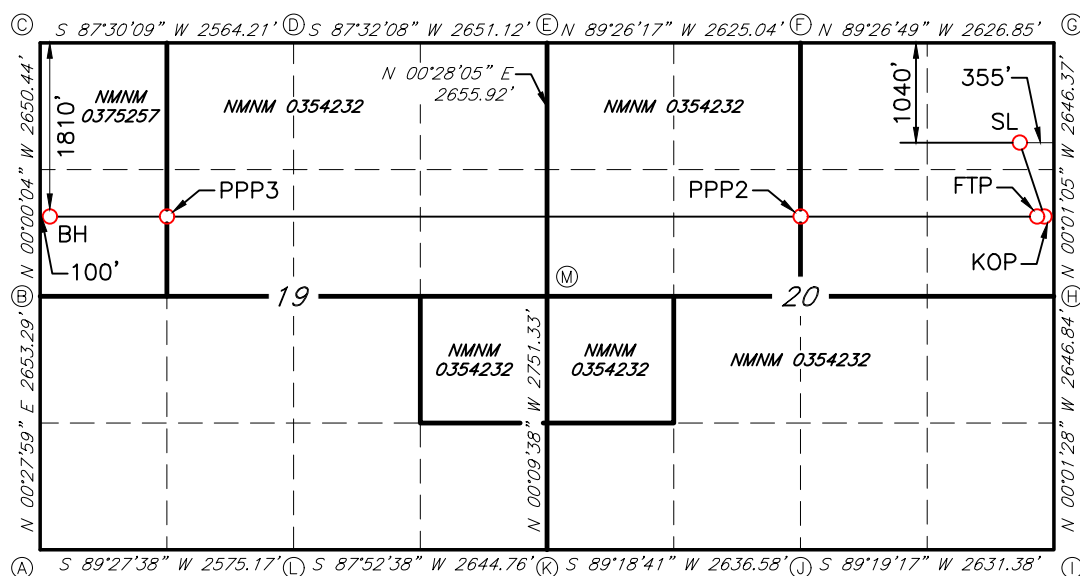 C S 87°30'09" W 2564.21' D S 87°32'08" W 2651.12' E N 89°26'17" W 2625.04' F N 89°26'49" W 2626.85' G
N 00°00'04" W 2650.44'
1810'
NMNM
0375257
NMNM 0354232
N 00°28'05" E
2655.92'
NMNM 0354232
1040'
355'
SL
N 00°01'05" W 2646.37'
PPP3
PPP2
FTP
BH
100'
KOP
M
B 19 20 H
N 00°27'59" E 2653.29'
NMNM
0354232
N 00°09'38" W 2751.33'
NMNM
0354232
NMNM 0354232
N 00°01'28" W 2646.84'
A S 89°27'38" W 2575.17' L S 87°52'38" W 2644.76' K S 89°18'41" W 2636.58' J S 89°19'17" W 2631.38' I